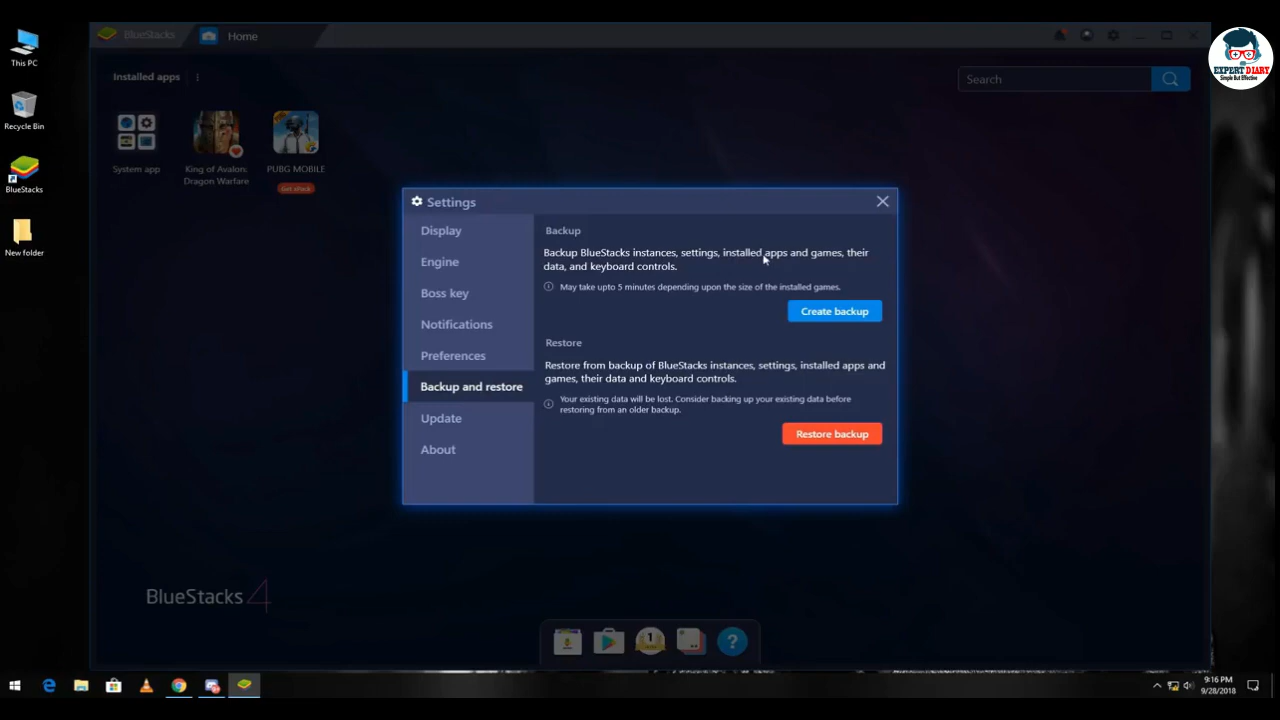 This PC
Recycle Bin
BlueStacks
New folder
BlueStacks
Home
Installed apps
Search
System app
King of Avalon:
Dragon Warfare
PUBG MOBILE
EXPERT DIARY
Simple But Effective
Settings
Display
Engine
Boss key
Notifications
Preferences
Backup and restore
Update
About
Backup
Backup BlueStacks instances, settings, installed apps and games, their
data, and keyboard controls.
May take upto 5 minutes depending upon the size of the installed games.
Create backup
Restore
Restore from backup of BlueStacks instances, settings, installed apps and
games, their data and keyboard controls.
Your existing data will be lost. Consider backing up your existing data before
restoring from an older backup.
Restore backup
BlueStacks 4
1
?
9:16 PM
9/28/2018